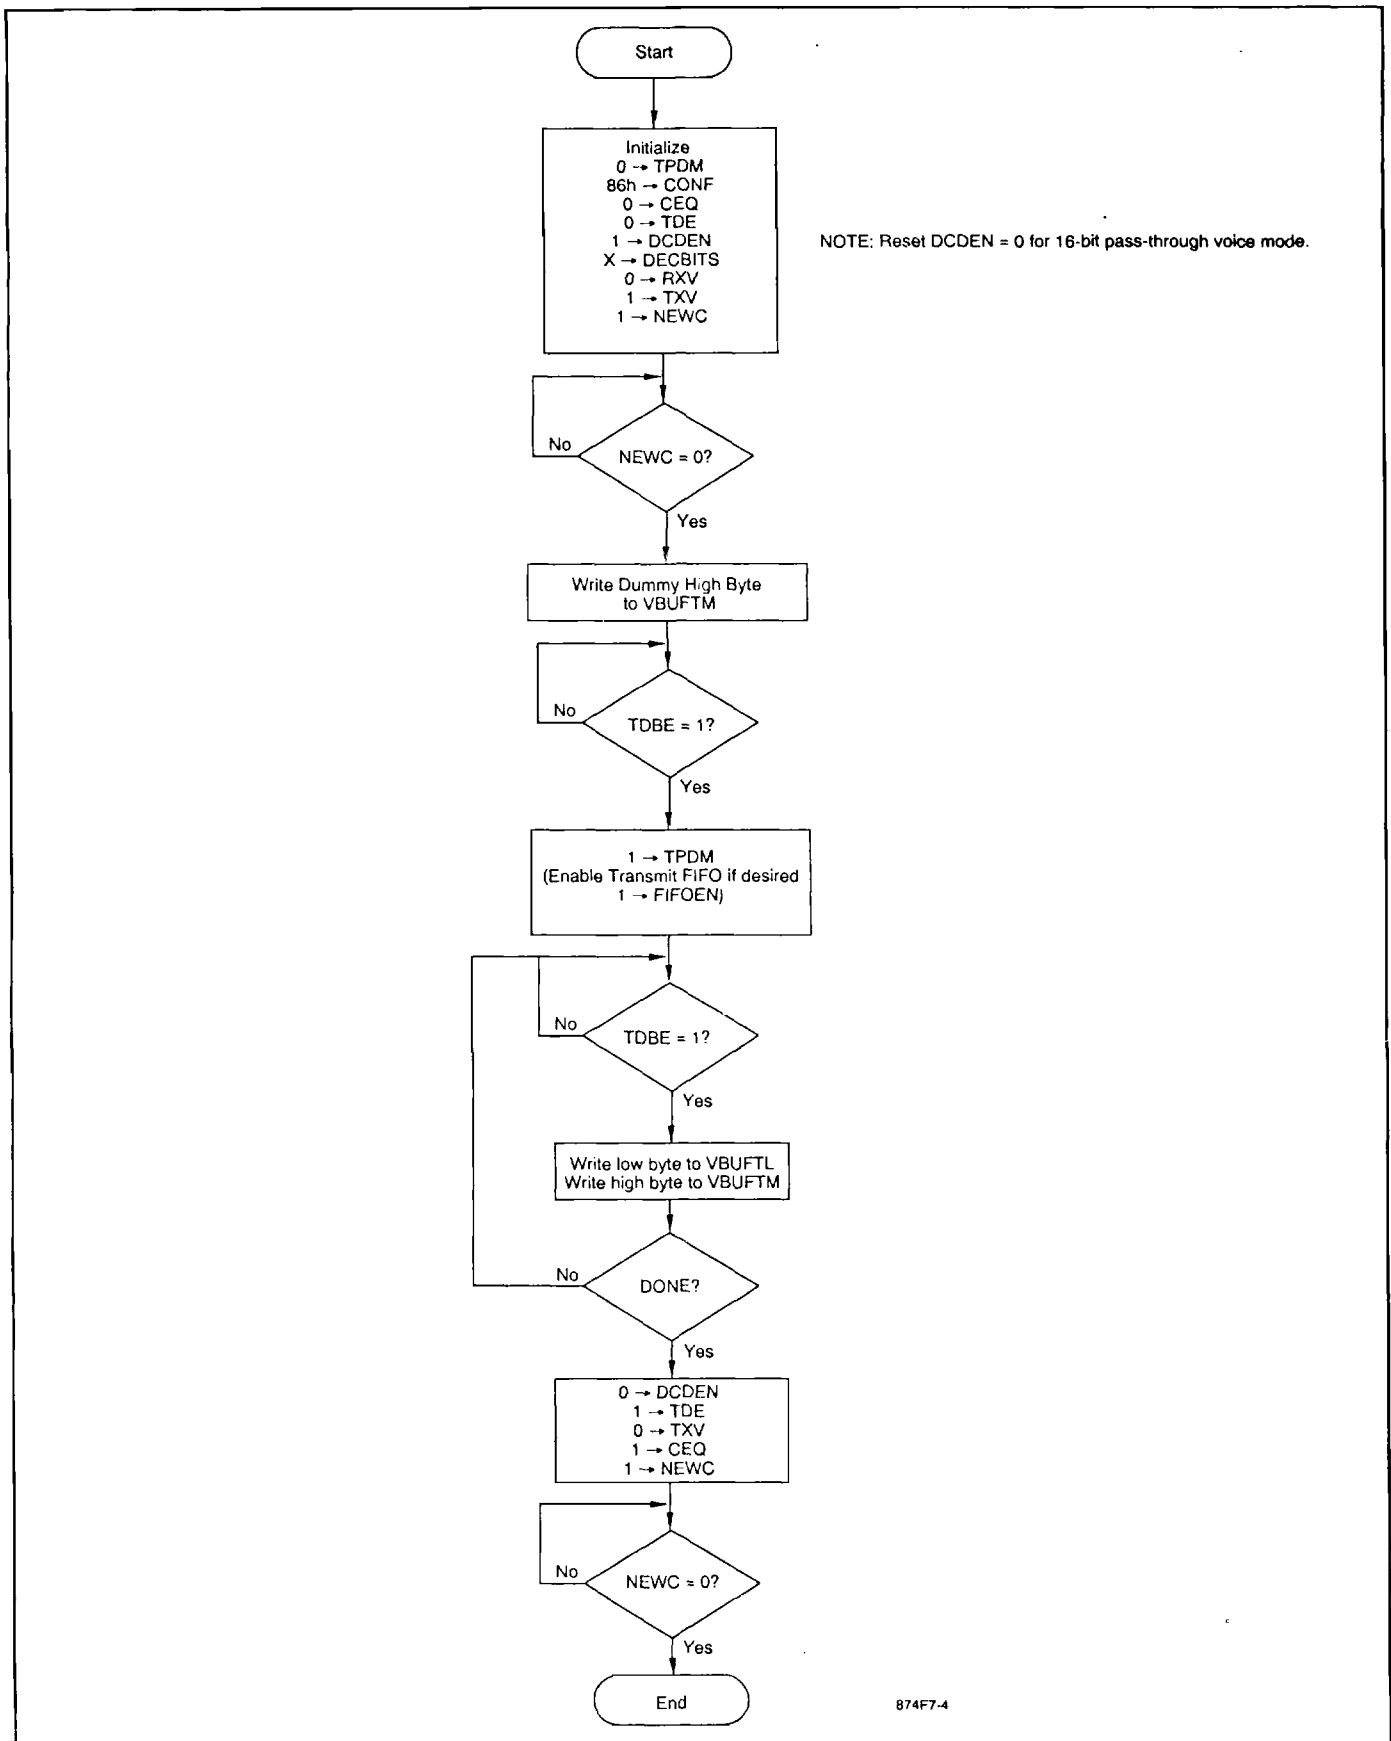 Start
Initialize
0 → TPDM
86h → CONF
0 → CEQ
0 → TDE
1 → DCDEN
X → DECBITS
0 → RXV
1 → TXV
1 → NEWC
NOTE: Reset DCDEN = 0 for 16-bit pass-through voice mode.
No
NEWC = 0?
Yes
Write Dummy High Byte
to VBUFTM
No
TDBE = 1?
Yes
1 → TPDM
(Enable Transmit FIFO if desired
1 → FIFOEN)
No
TDBE = 1?
Yes
Write low byte to VBUFTL
Write high byte to VBUFTM
No
DONE?
Yes
0 → DCDEN
1 → TDE
0 → TXV
1 → CEQ
1 → NEWC
No
NEWC = 0?
Yes
End
874F7-4